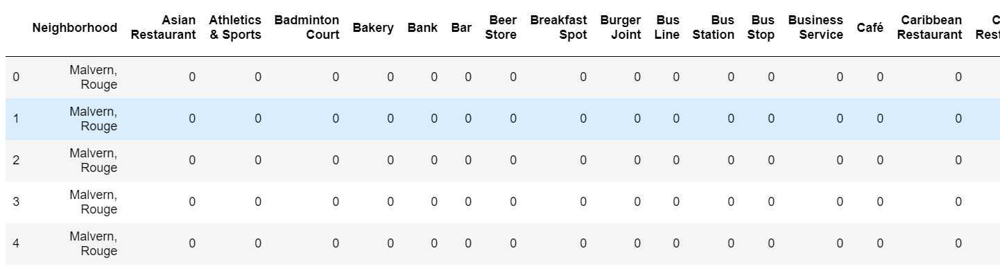 Neighborhood Asian Restaurant Athletics & Sports Badminton Court Bakery Bank Bar Beer Store Breakfast Spot Burger Joint Bus Line Bus Station Bus Stop Business Service Café Caribbean Restaurant
0 Malvern, Rouge 0 0 0 0 0 0 0 0 0 0 0 0 0 0 0
1 Malvern, Rouge 0 0 0 0 0 0 0 0 0 0 0 0 0 0 0
2 Malvern, Rouge 0 0 0 0 0 0 0 0 0 0 0 0 0 0 0
3 Malvern, Rouge 0 0 0 0 0 0 0 0 0 0 0 0 0 0 0
4 Malvern, Rouge 0 0 0 0 0 0 0 0 0 0 0 0 0 0 0